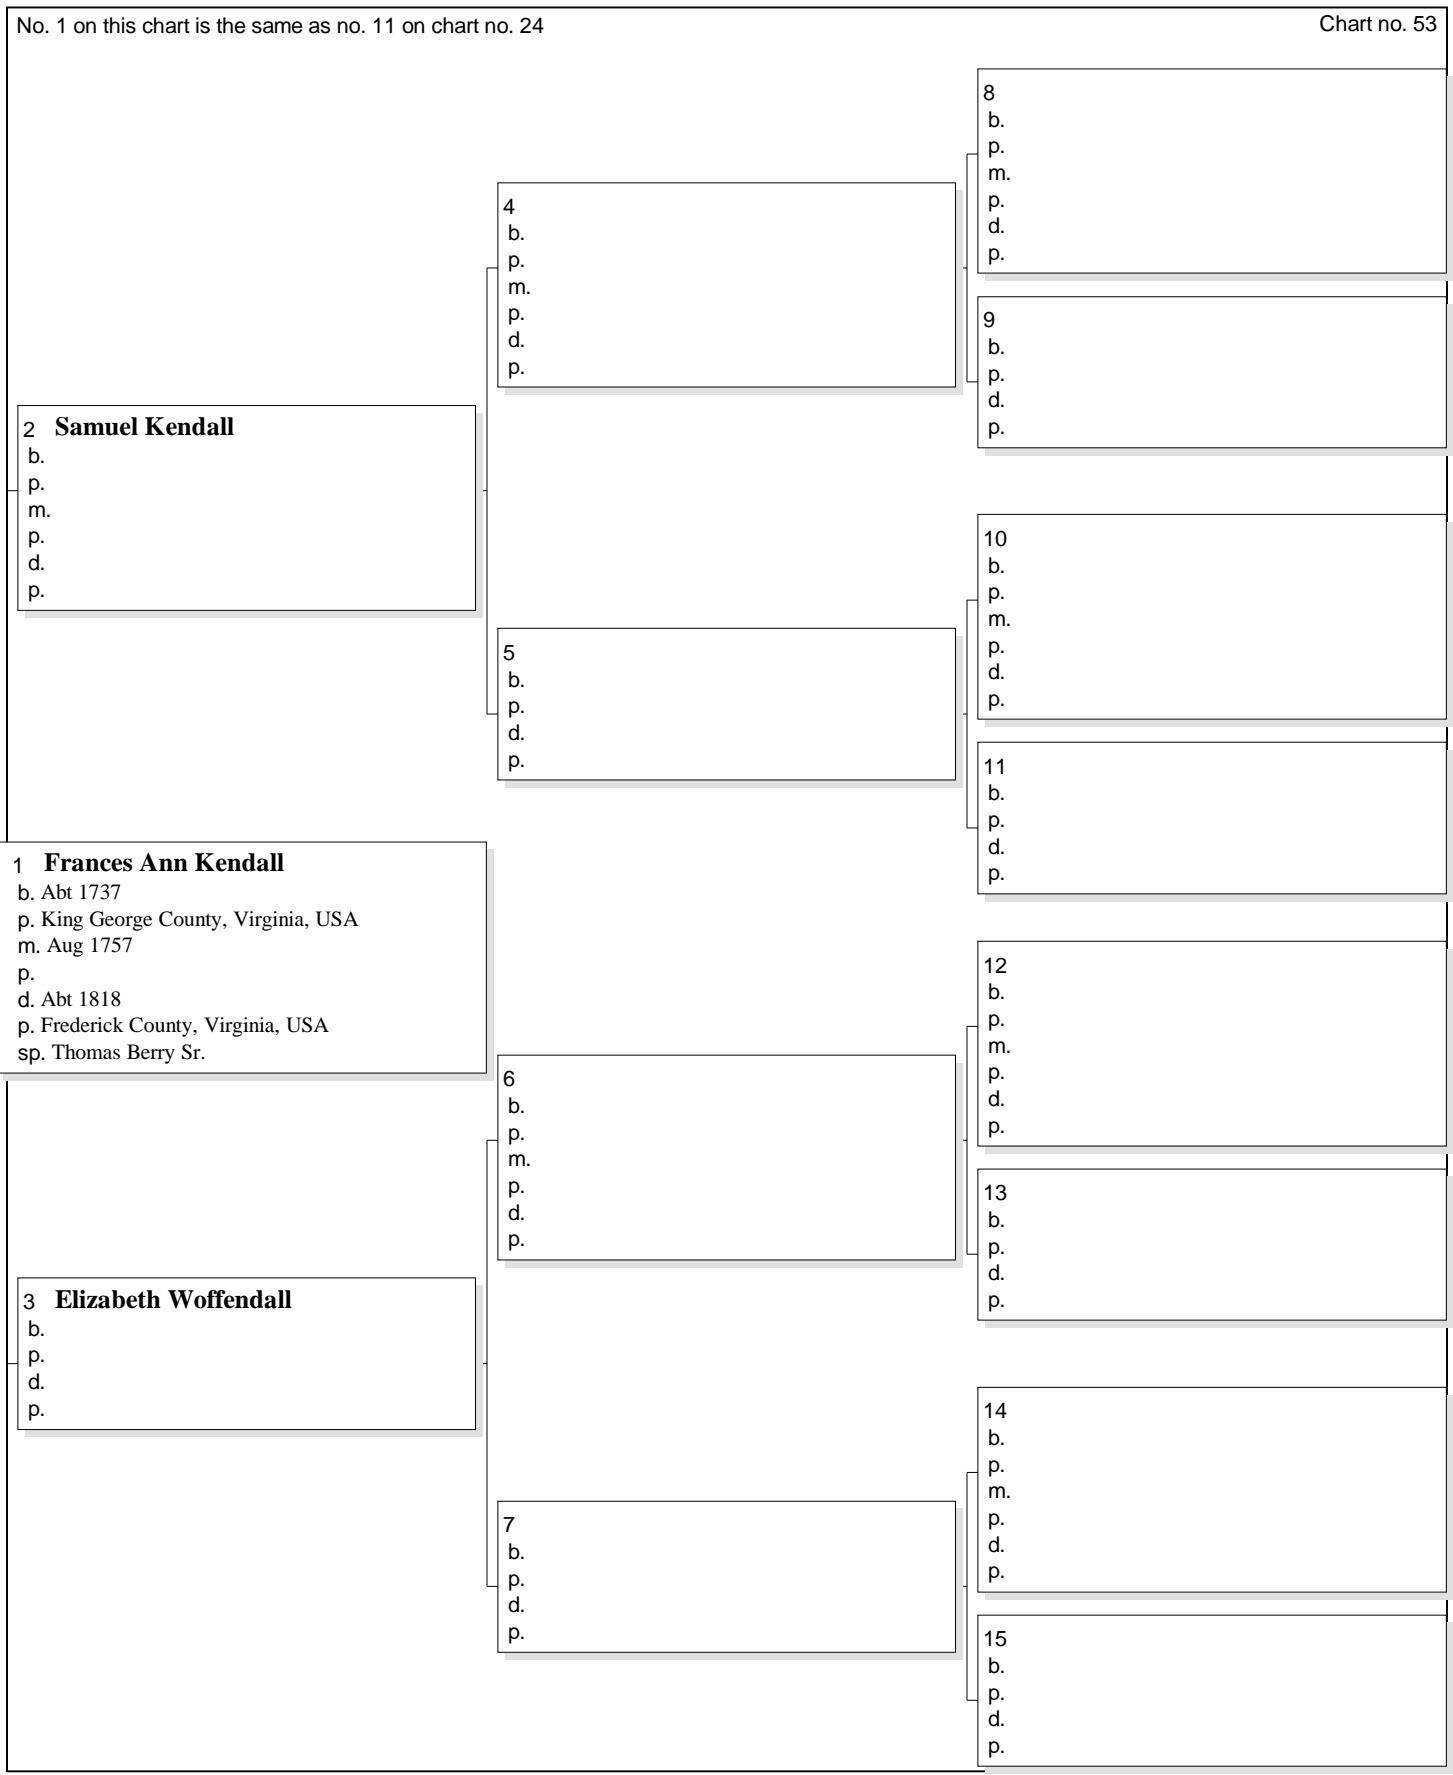 No. 1 on this chart is the same as no. 11 on chart no. 24
Chart no. 53
8
b.
p.
m.
p.
d.
p.
4
b.
p.
m.
p.
d.
p.
9
b.
p.
d.
p.
2 Samuel Kendall
b.
p.
m.
p.
d.
p.
10
b.
p.
m.
p.
d.
p.
5
b.
p.
d.
p.
11
b.
p.
d.
p.
1 Frances Ann Kendall
b. Abt 1737
p. King George County, Virginia, USA
m. Aug 1757
p.
d. Abt 1818
p. Frederick County, Virginia, USA
sp. Thomas Berry Sr.
12
b.
p.
m.
p.
d.
p.
6
b.
p.
m.
p.
d.
p.
13
b.
p.
d.
p.
3 Elizabeth Woffendall
b.
p.
d.
p.
14
b.
p.
m.
p.
d.
p.
7
b.
p.
d.
p.
15
b.
p.
d.
p.